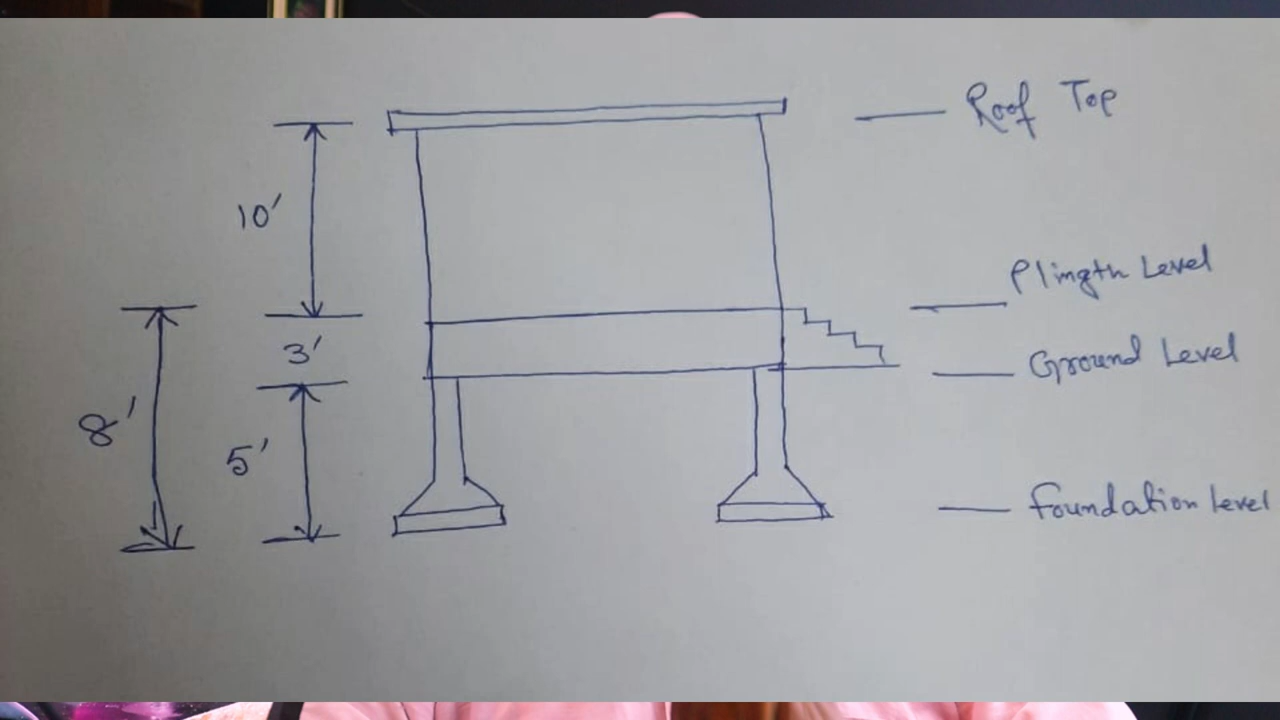 Roof Top
10'
Plingth Level
3'
Ground Level
8'
5'
foundation level